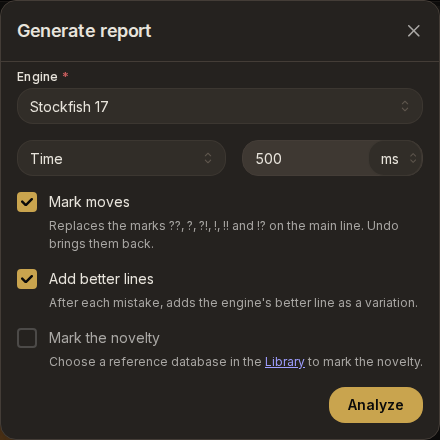 Generate report
Engine *
Stockfish 17
Time
500
ms
Mark moves
Replaces the marks ??, ?, ?!, !, !! and !? on the main line. Undo
brings them back.
Add better lines
After each mistake, adds the engine's better line as a variation.
Mark the novelty
Choose a reference database in the Library to mark the novelty.
Analyze